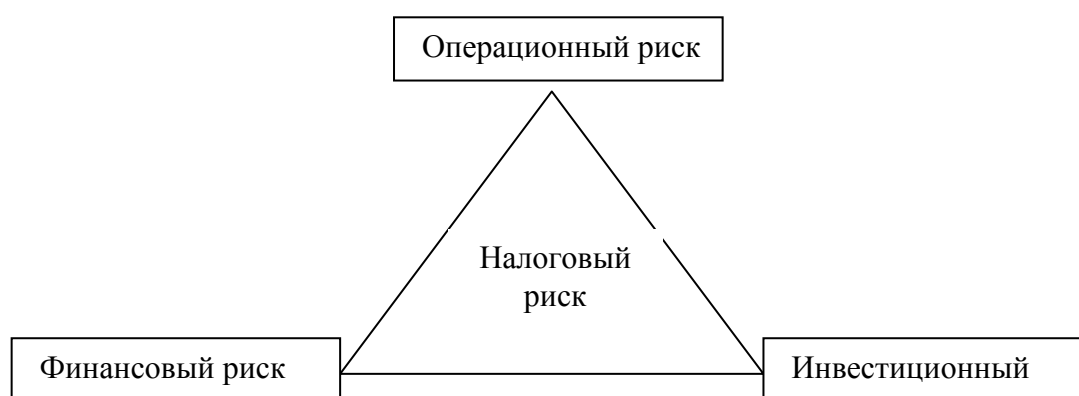 Операционный риск
Налоговый
риск
Финансовый риск
Инвестиционный